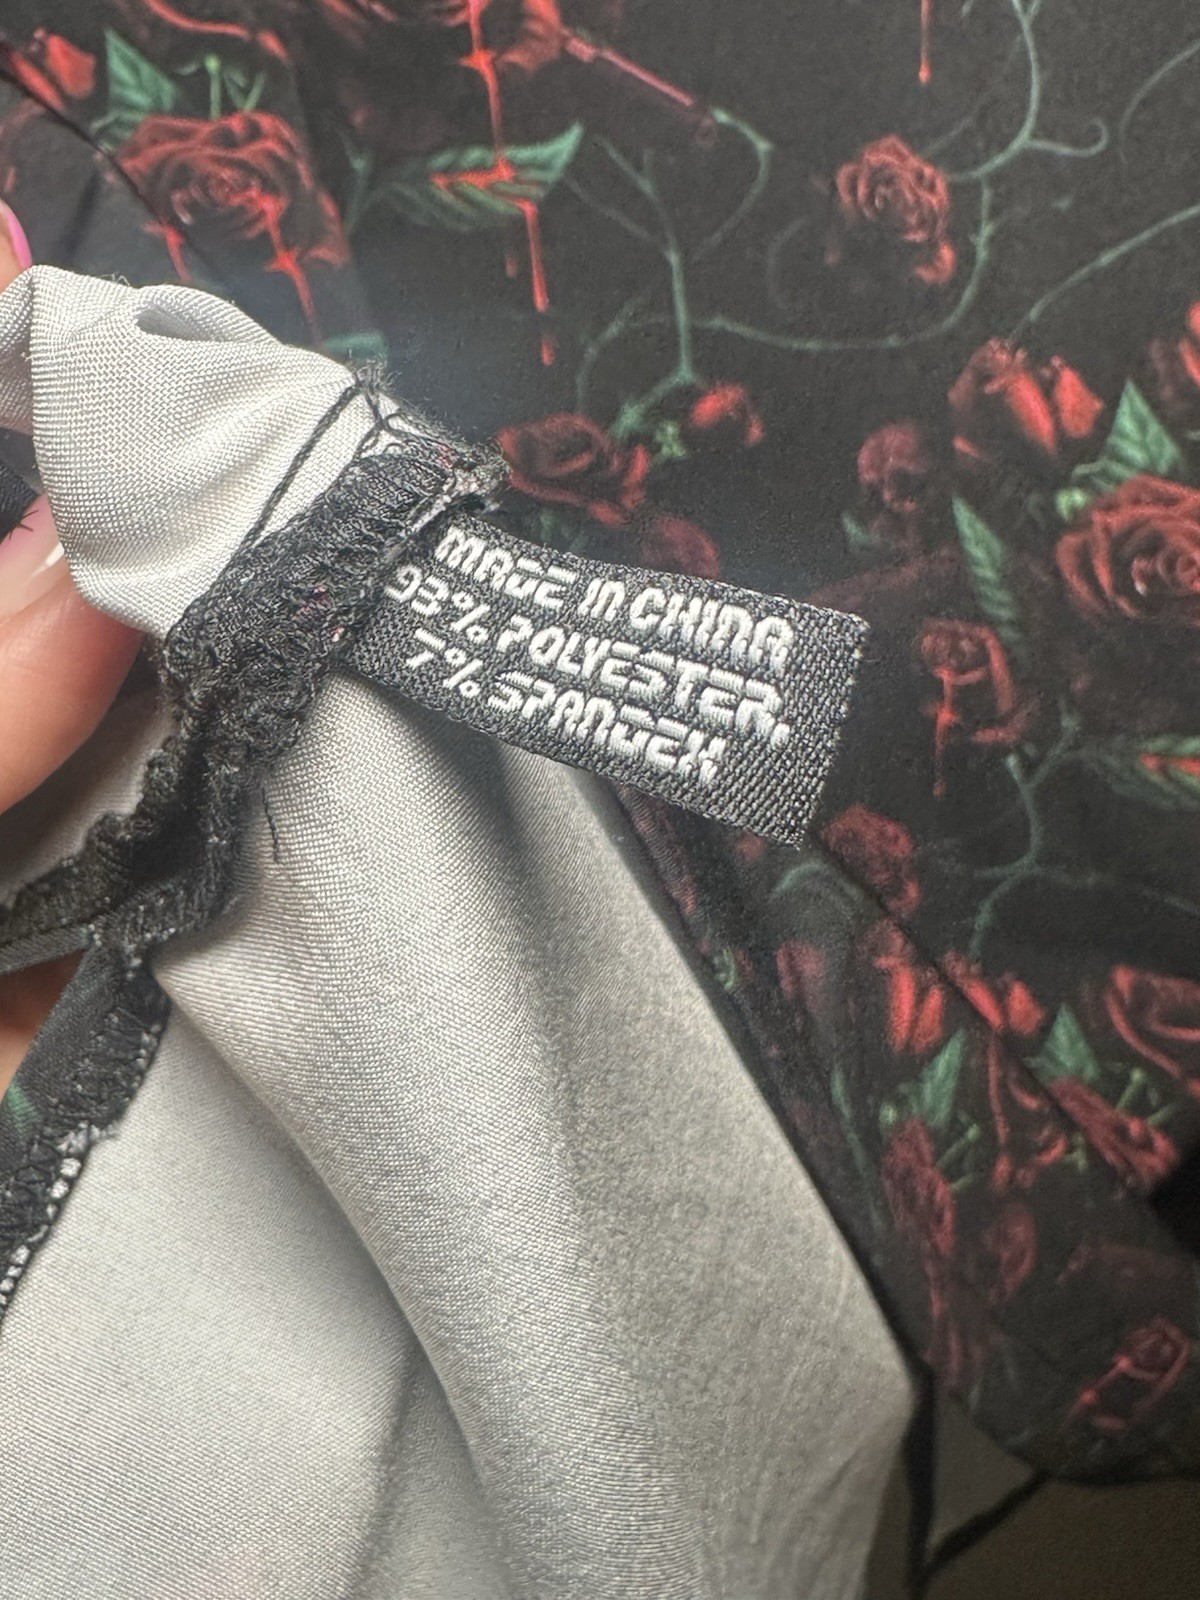 MADE IN CHINA
93% POLYESTER,
7% SPANDEX